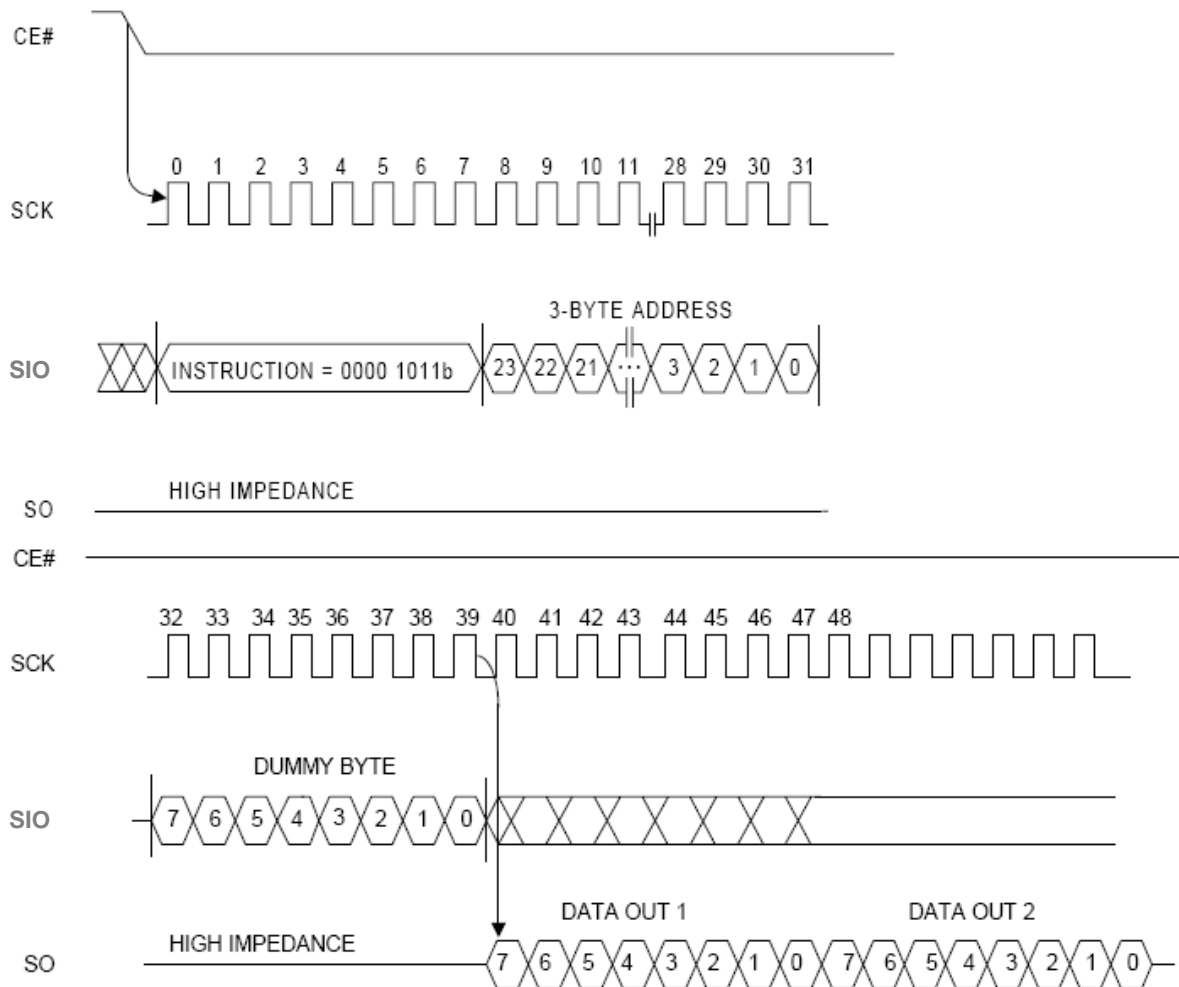 CE#
0 1 2 3 4 5 6 7 8 9 10 11 28 29 30 31
SCK
3-BYTE ADDRESS
SIO INSTRUCTION = 0000 1011b 23 22 21 ... 3 2 1 0
HIGH IMPEDANCE
SO
CE#
32 33 34 35 36 37 38 39 40 41 42 43 44 45 46 47 48
SCK
DUMMY BYTE
SIO 7 6 5 4 3 2 1 0
DATA OUT 1 DATA OUT 2
HIGH IMPEDANCE
SO 7 6 5 4 3 2 1 0 7 6 5 4 3 2 1 0